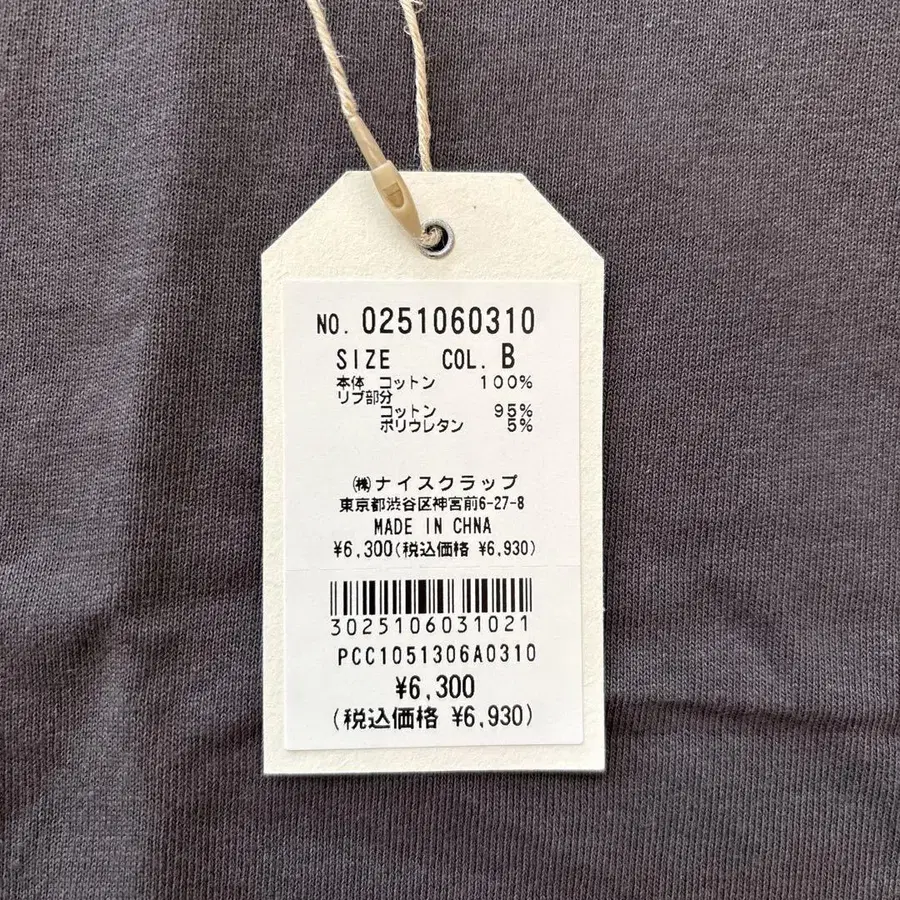 NO. 0251060310
SIZE COL. B
本体 コットン 100%
リブ部分
コットン 95%
ポリウレタン 5%
㈱ナイスクラップ
東京都渋谷区神宮前6-27-8
MADE IN CHNA
¥6,300(税込価格 ¥6,930)
3025106031021
PCC1051306A0310
¥6,300
(税込価格 ¥6,930)